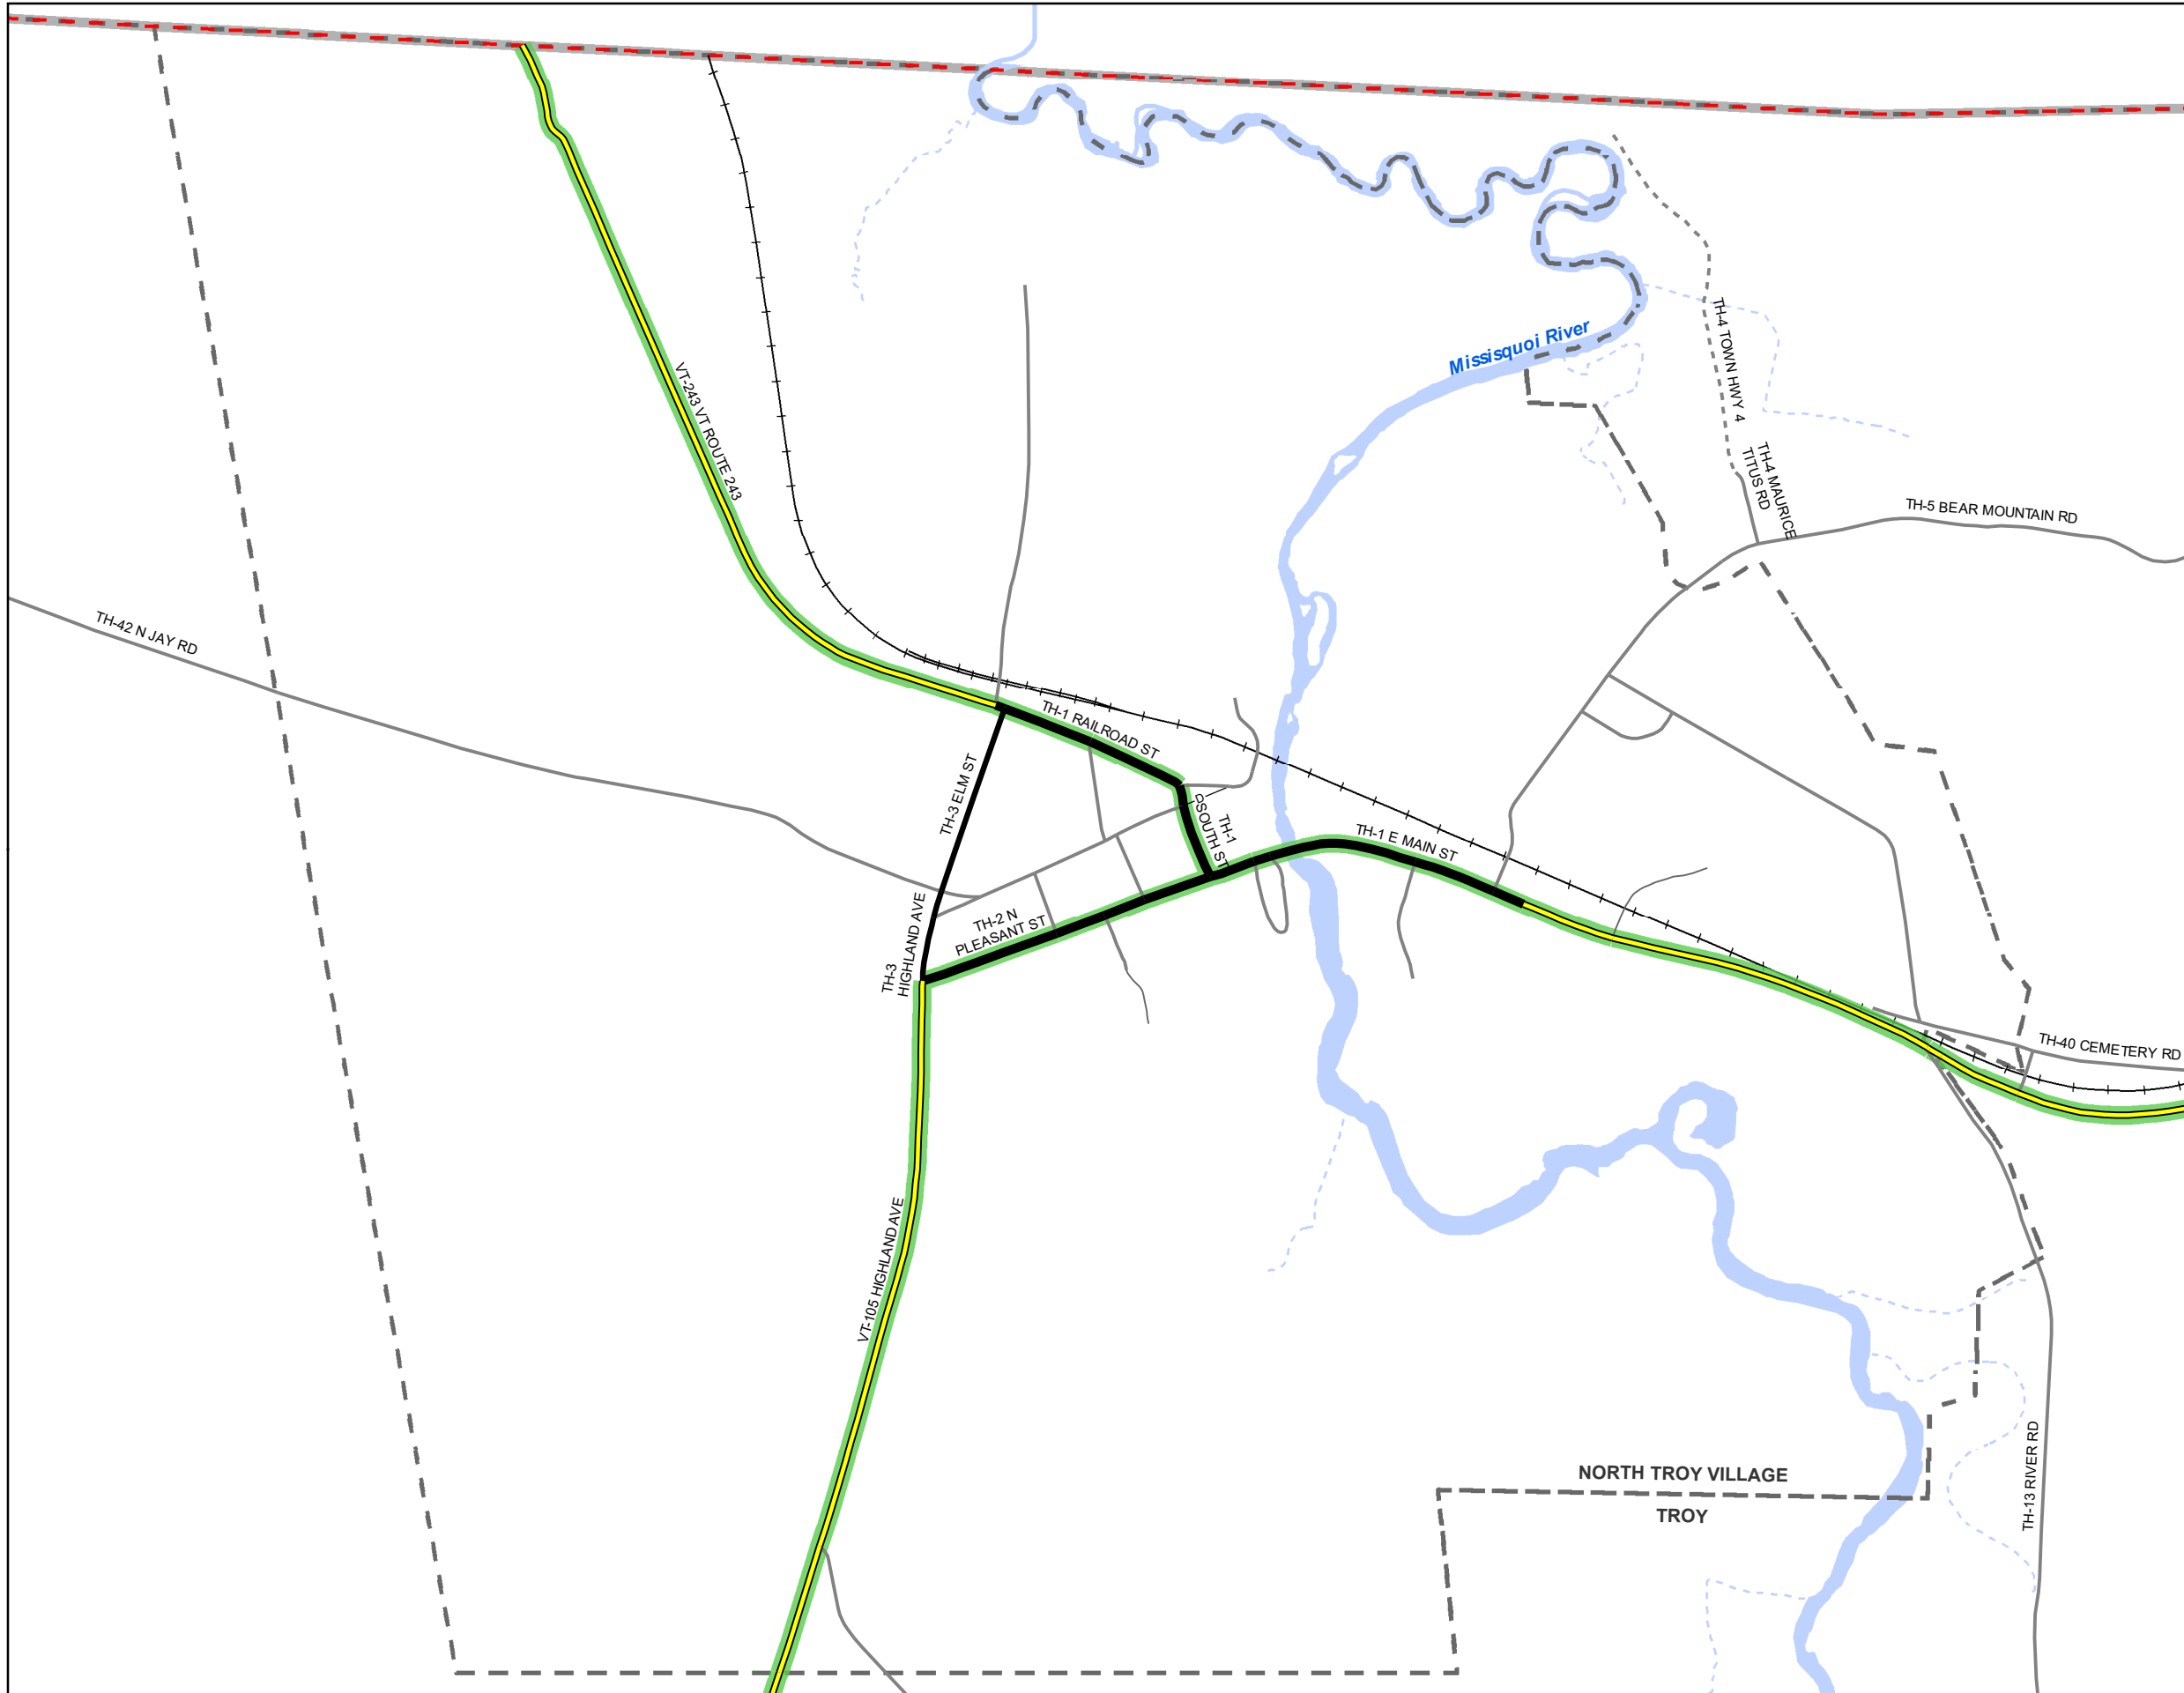 Missisquoi River
TH-4 TOWN HWY 4
VT-243 VT ROUTE 243
TH-4 MAURICE
TITUS RD
TH-5 BEAR MOUNTAIN RD
TH-42 N JAY RD
TH-1 RAILROAD ST
TH-3 ELM ST
TH-1
SOUTH ST
TH-1 E MAIN ST
TH-2 N
PLEASANT ST
TH-3
HIGHLAND AVE
TH-40 CEMETERY RD
VT-105 HIGHLAND AVE
NORTH TROY VILLAGE
TROY
TH-13 RIVER RD